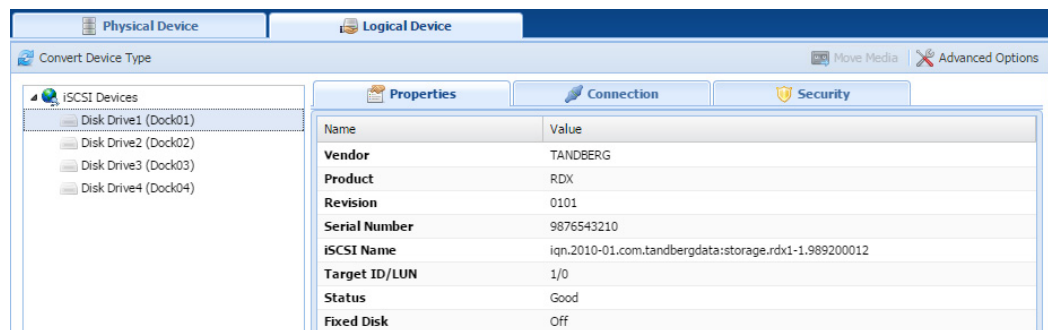 Physical Device Logical Device
Convert Device Type Move Media Advanced Options
iSCSI Devices
Disk Drive1 (Dock01)
Disk Drive2 (Dock02)
Disk Drive3 (Dock03)
Disk Drive4 (Dock04)
Properties Connection Security
Name Value
Vendor TANDBERG
Product RDX
Revision 0101
Serial Number 9876543210
iSCSI Name iqn.2010-01.com.tandbergdata:storage.rdx1-1.989200012
Target ID/LUN 1/0
Status Good
Fixed Disk Off